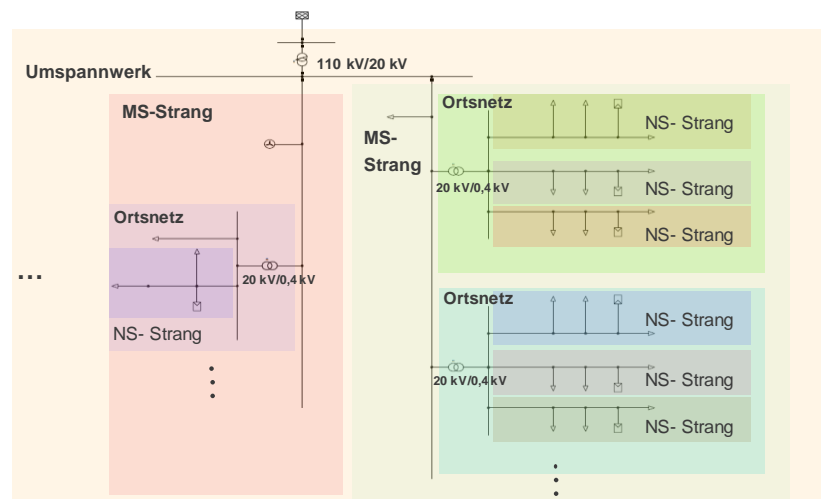 110 kV/20 kV
Umspannwerk
MS-Strang
Ortsnetz
20 kV/0,4 kV
NS- Strang
...
MS-
Strang
Ortsnetz
NS- Strang
20 kV/0,4 kV
NS- Strang
NS- Strang
Ortsnetz
NS- Strang
20 kV/0,4 kV
NS- Strang
NS- Strang